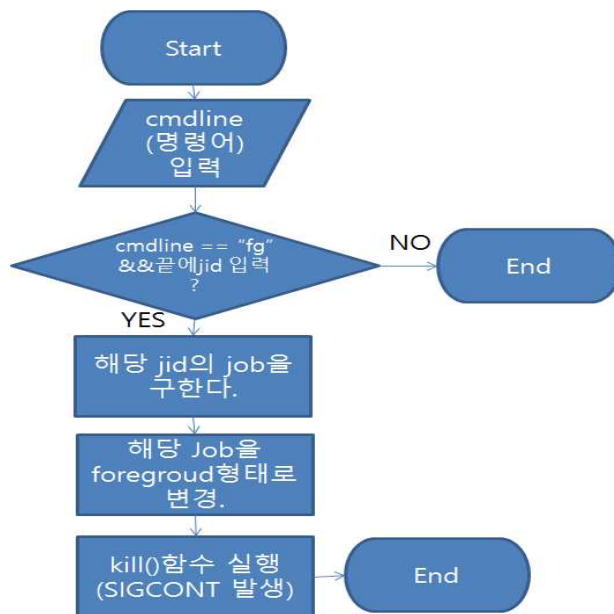 Start
cmdline
(명령어)
입력
cmdline == "fg"
&&끝에jid 입력
?
NO
End
YES
해당 jid의 job을
구한다.
해당 Job을
foregroud형태로
변경.
kill()함수 실행
(SIGCONT 발생)
End